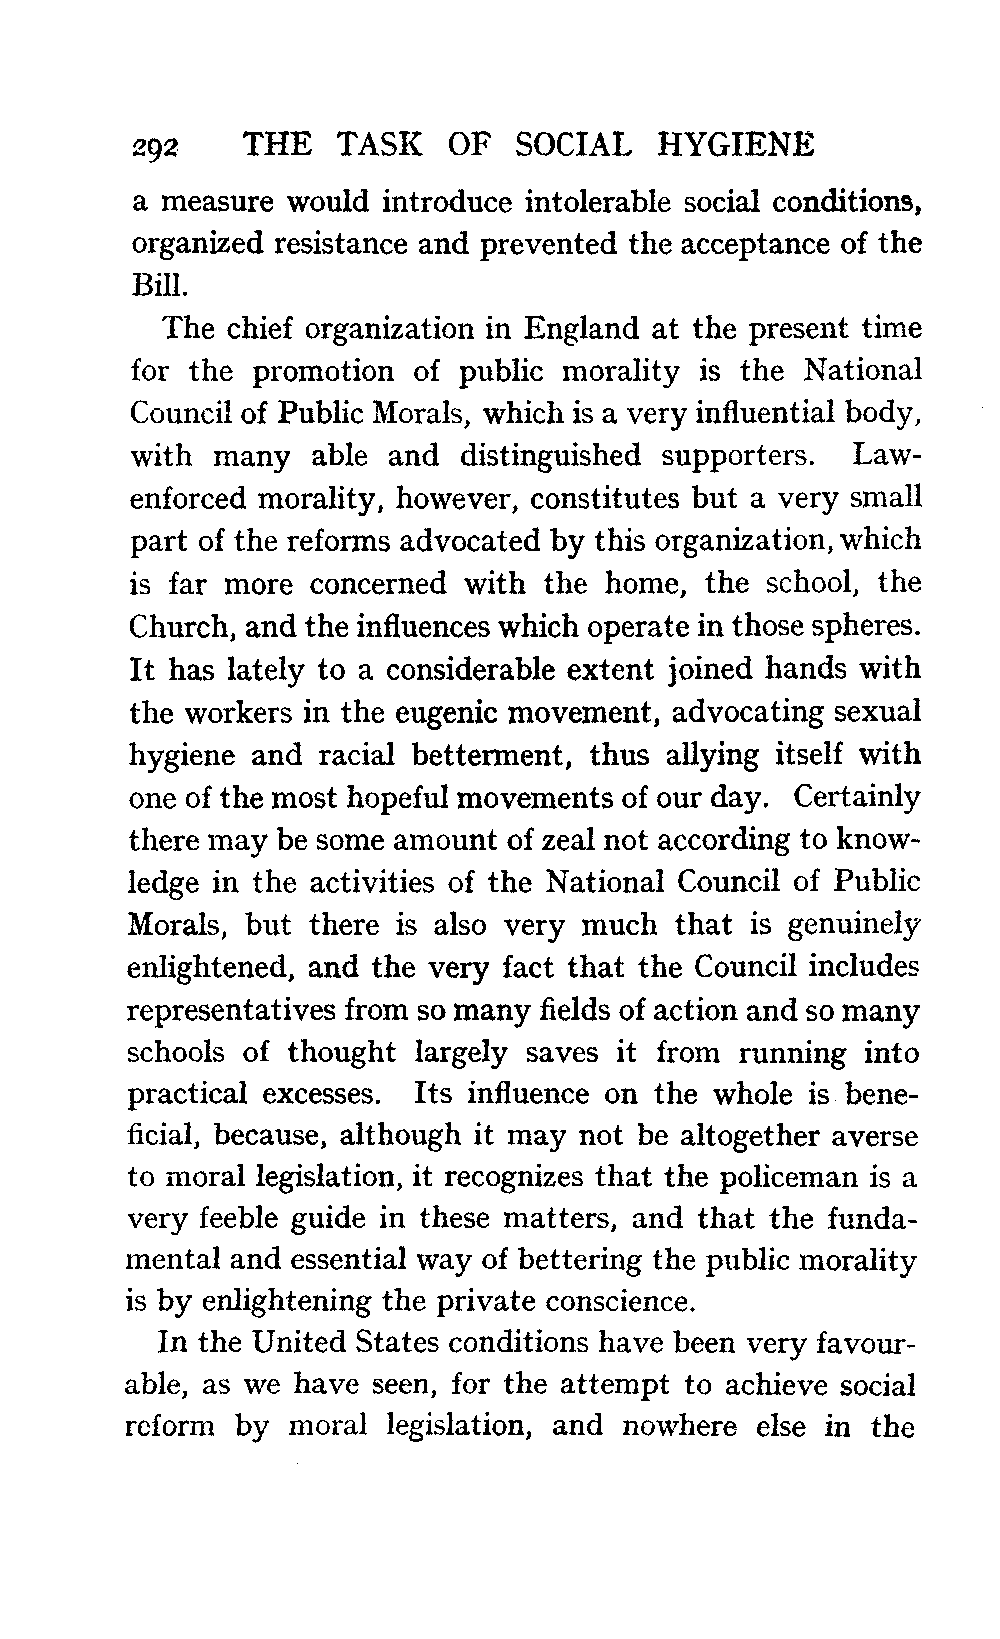 292 THE TASK OF SOCIAL HYGIENE
a measure would introduce intolerable social conditions,
organized resistance and prevented the acceptance of the
Bill.
The chief organization in England at the present time
for the promotion of public morality is the National
Council of Public Morals, which is a very influential body,
with many able and distinguished supporters. Law-
enforced morality, however, constitutes but a very small
part of the reforms advocated by this organization, which
is far more concerned with the home, the school, the
Church, and the influences which operate in those spheres.
It has lately to a considerable extent joined hands with
the workers in the eugenic movement, advocating sexual
hygiene and racial betterment, thus allying itself with
one of the most hopeful movements of our day. Certainly
there may be some amount of zeal not according to know-
ledge in the activities of the National Council of Public
Morals, but there is also very much that is genuinely
enlightened, and the very fact that the Council includes
representatives from so many fields of action and so many
schools of thought largely saves it from running into
practical excesses. Its influence on the whole is bene-
ficial, because, although it may not be altogether averse
to moral legislation, it recognizes that the policeman is a
very feeble guide in these matters, and that the funda-
mental and essential way of bettering the public morality
is by enlightening the private conscience.
In the United States conditions have been very favour-
able, as we have seen, for the attempt to achieve social
reform by moral legislation, and nowhere else in the